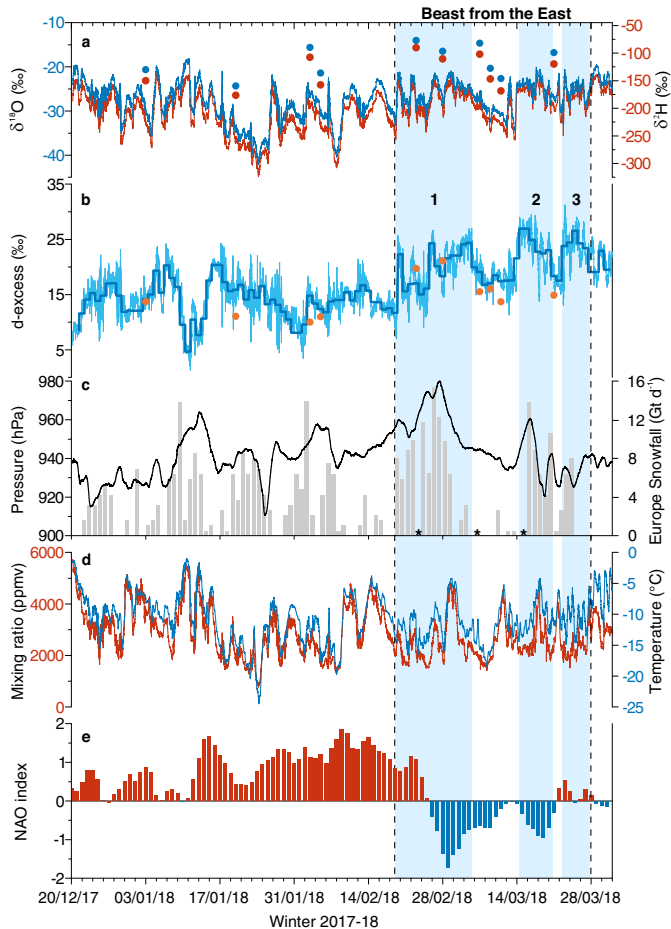 Beast from the East
a
-10
-20
-30
-40
δ¹⁸O (‰)
-50
-100
-150
-200
-250
-300
δ²H (‰)
b
1
2
3
35
25
15
5
d-excess (‰)
c
980
960
940
920
900
Pressure (hPa)
16
12
8
4
0
Europe Snowfall (Gt d⁻¹)
* * *
d
6000
4000
2000
0
Mixing ratio (ppmv)
0
-5
-10
-15
-20
-25
Temperature (°C)
e
2
1
0
-1
-2
NAO index
20/12/17 03/01/18 17/01/18 31/01/18 14/02/18 28/02/18 14/03/18 28/03/18
Winter 2017-18